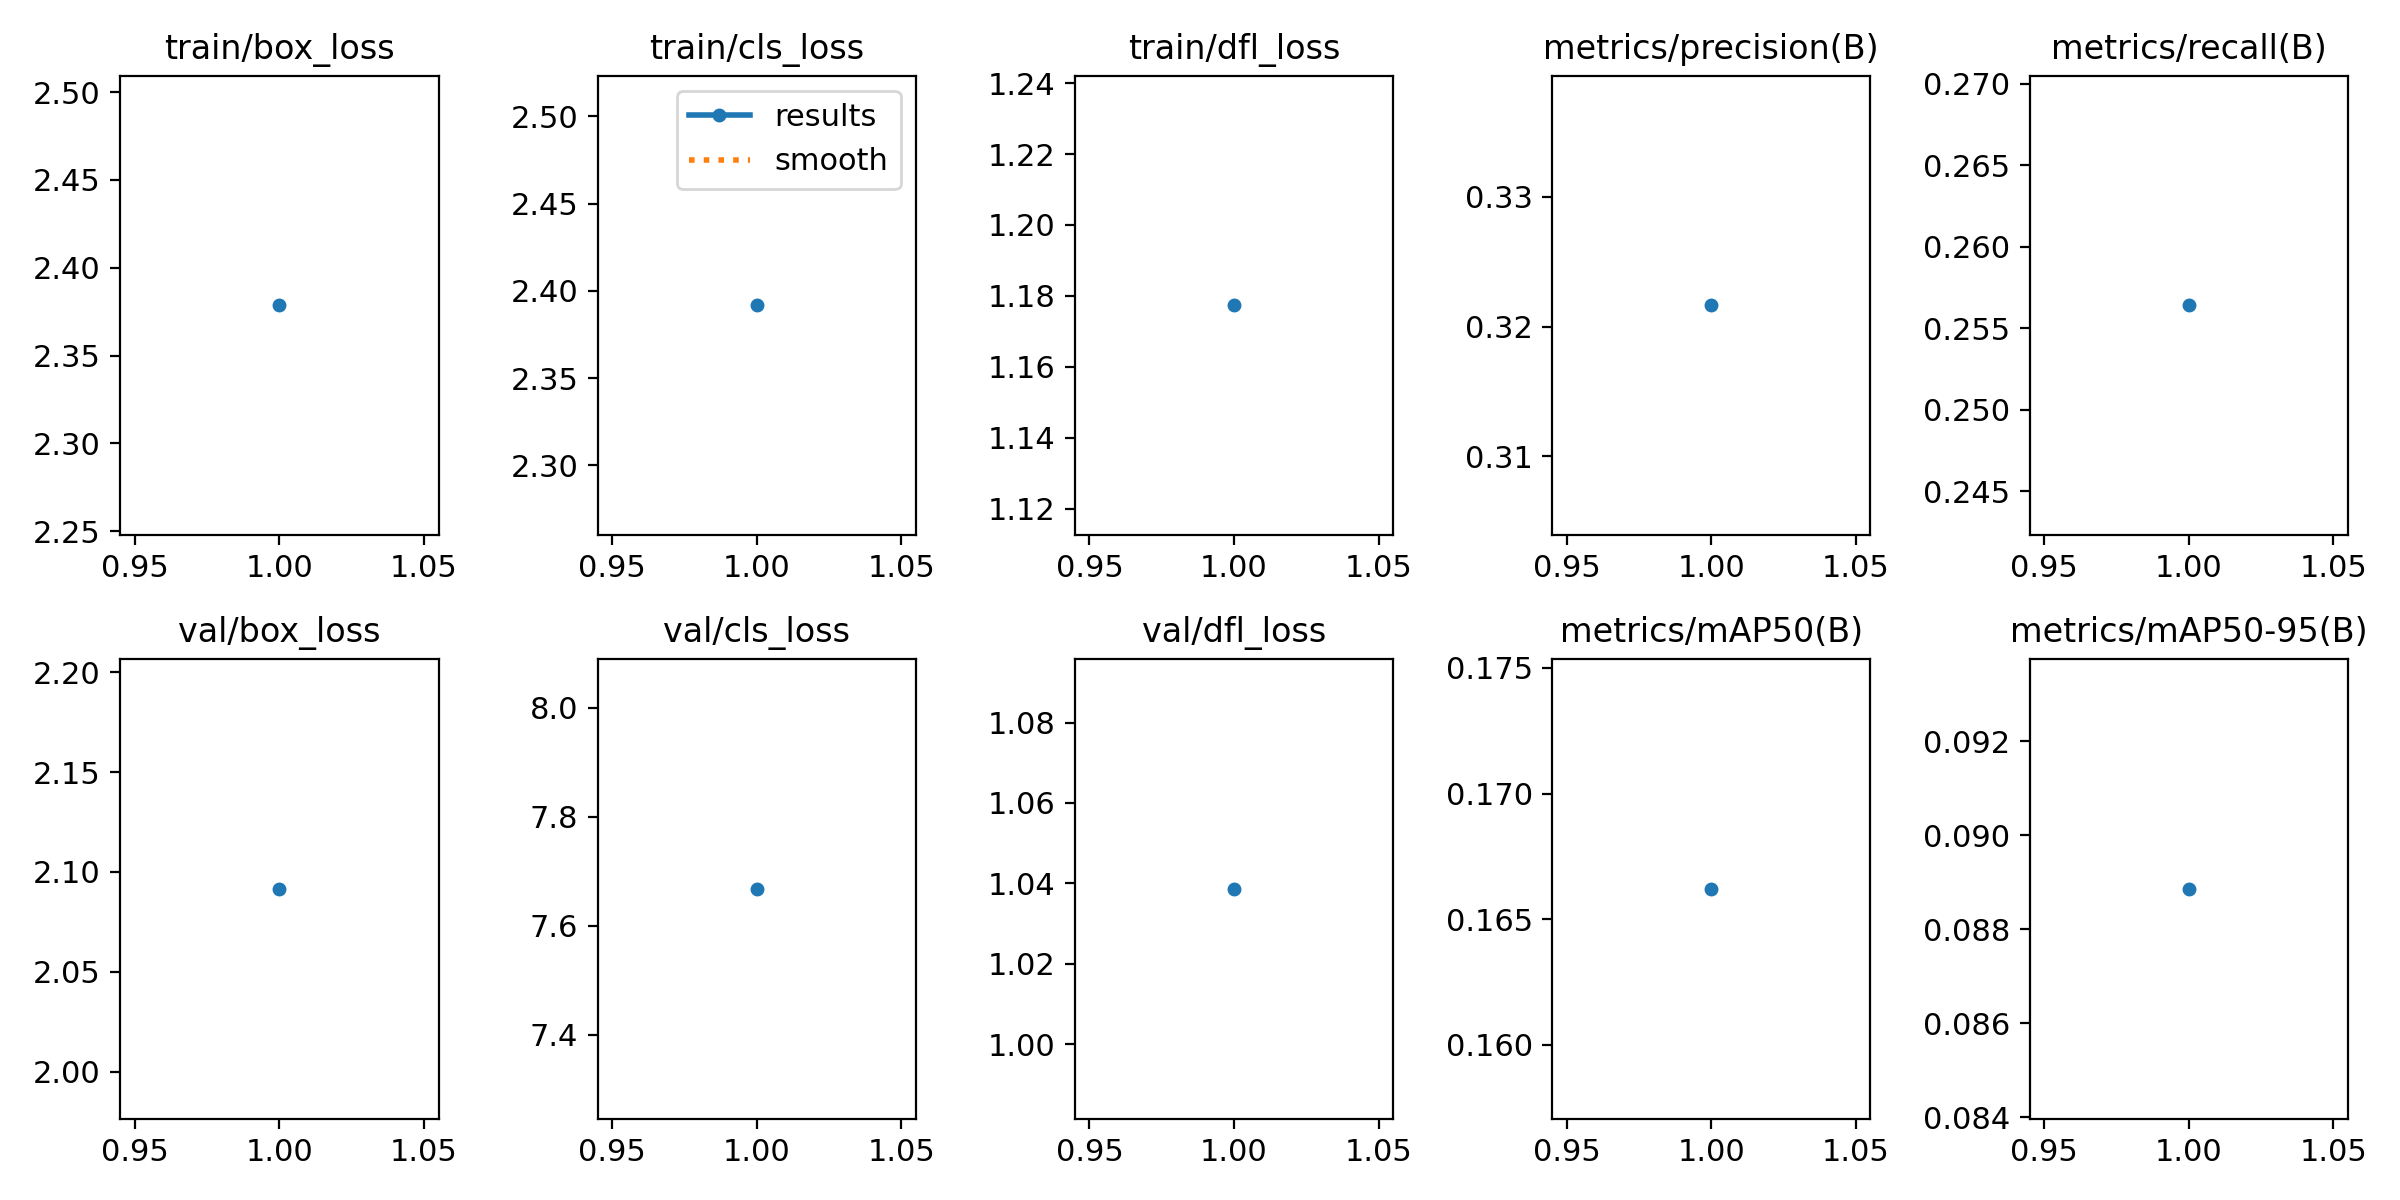 train/box_loss
2.50
2.45
2.40
2.35
2.30
2.25
0.95 1.00 1.05
train/cls_loss
results
smooth
2.50
2.45
2.40
2.35
2.30
0.95 1.00 1.05
train/dfl_loss
1.24
1.22
1.20
1.18
1.16
1.14
1.12
0.95 1.00 1.05
metrics/precision(B)
0.33
0.32
0.31
0.95 1.00 1.05
metrics/recall(B)
0.270
0.265
0.260
0.255
0.250
0.245
0.95 1.00 1.05
val/box_loss
2.20
2.15
2.10
2.05
2.00
0.95 1.00 1.05
val/cls_loss
8.0
7.8
7.6
7.4
0.95 1.00 1.05
val/dfl_loss
1.08
1.06
1.04
1.02
1.00
0.95 1.00 1.05
metrics/mAP50(B)
0.175
0.170
0.165
0.160
0.95 1.00 1.05
metrics/mAP50-95(B)
0.092
0.090
0.088
0.086
0.084
0.95 1.00 1.05